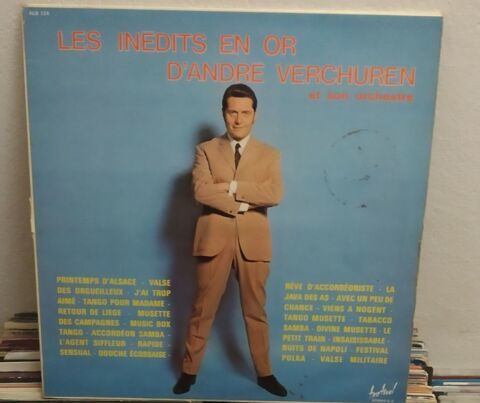 LES INEDITS EN OR
D'ANDRE VERCHUREN
et son orchestre
PRINTEMPS D'ALSACE - VALSE
DES ORGUEILLEUX - J'AI TROP
AIMÉ - TANGO POUR MADAME -
RETOUR DE LIEGE - MUSETTE
DES CAMPAGNES - MUSIC BOX
TANGO - ACCORDÉON SAMBA -
L'AGENT SIFFLEUR - RAPIDE -
SENSUAL - DOUCHE ÉCOSSAISE -
RÊVE D'ACCORDÉONISTE - LA
JAVA DES AS - AVEC UN PEU DE
CHANCE - VIENS A NOGENT -
TANGO MUSETTE - TABACCO
SAMBA - DIVINE MUSETTE - LE
PETIT TRAIN - INSAISISSABLE -
NUITS DE NAPOLI - FESTIVAL
POLKA - VALSE MILITAIRE